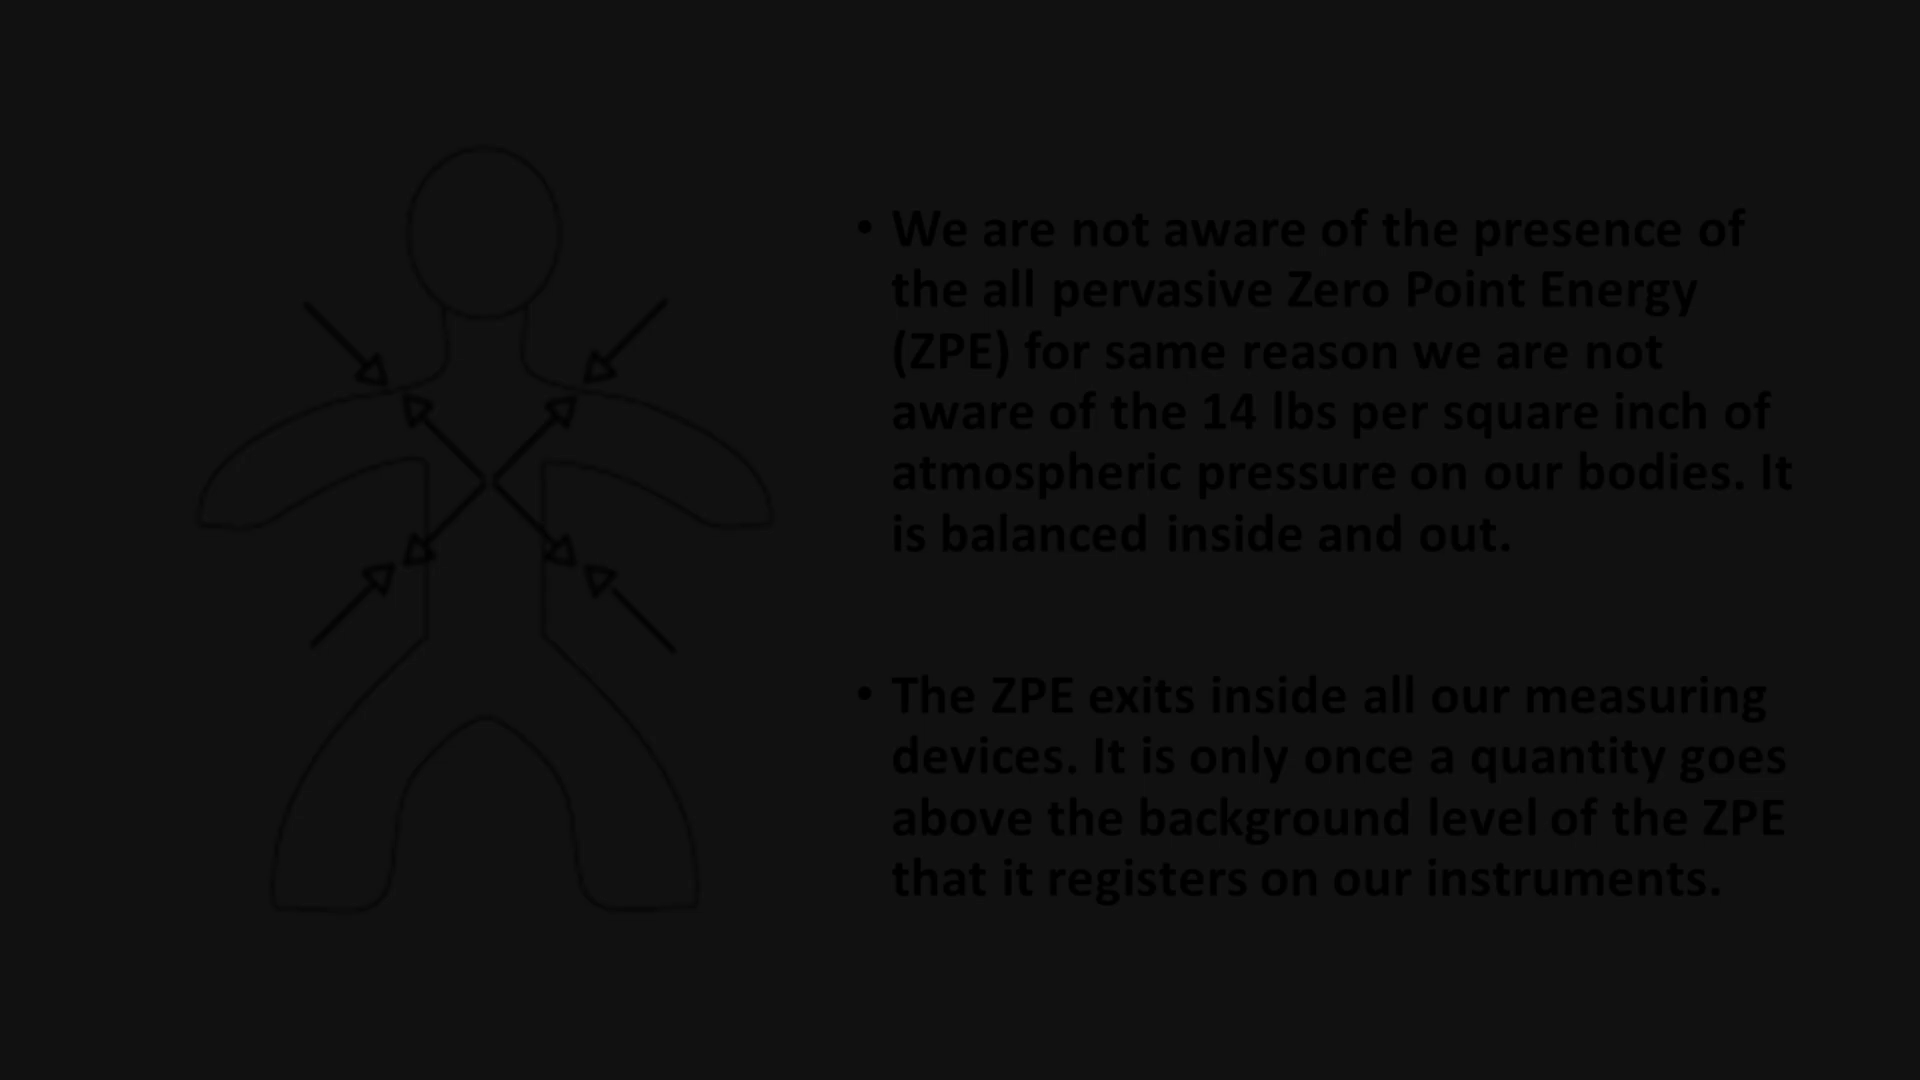 • We are not aware of the presence of
the all pervasive Zero Point Energy
(ZPE) for same reason we are not
aware of the 14 lbs per square inch of
atmospheric pressure on our bodies. It
is balanced inside and out.
• The ZPE exits inside all our measuring
devices. It is only once a quantity goes
above the background level of the ZPE
that it registers on our instruments.